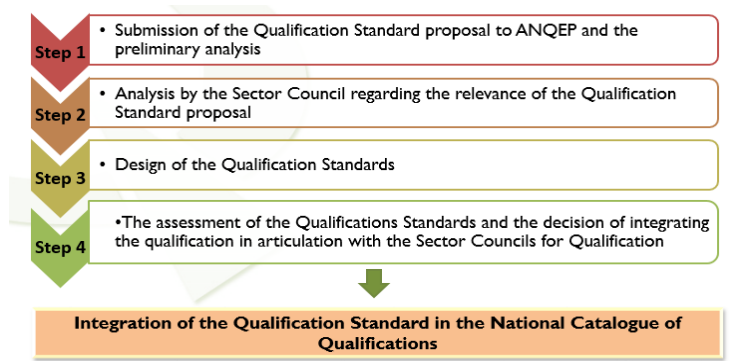 Step 1
• Submission of the Qualification Standard proposal to ANQEP and the
preliminary analysis
Step 2
• Analysis by the Sector Council regarding the relevance of the Qualification
Standard proposal
Step 3
• Design of the Qualification Standards
Step 4
•The assessment of the Qualifications Standards and the decision of integrating
the qualification in articulation with the Sector Councils for Qualification
Integration of the Qualification Standard in the National Catalogue of
Qualifications